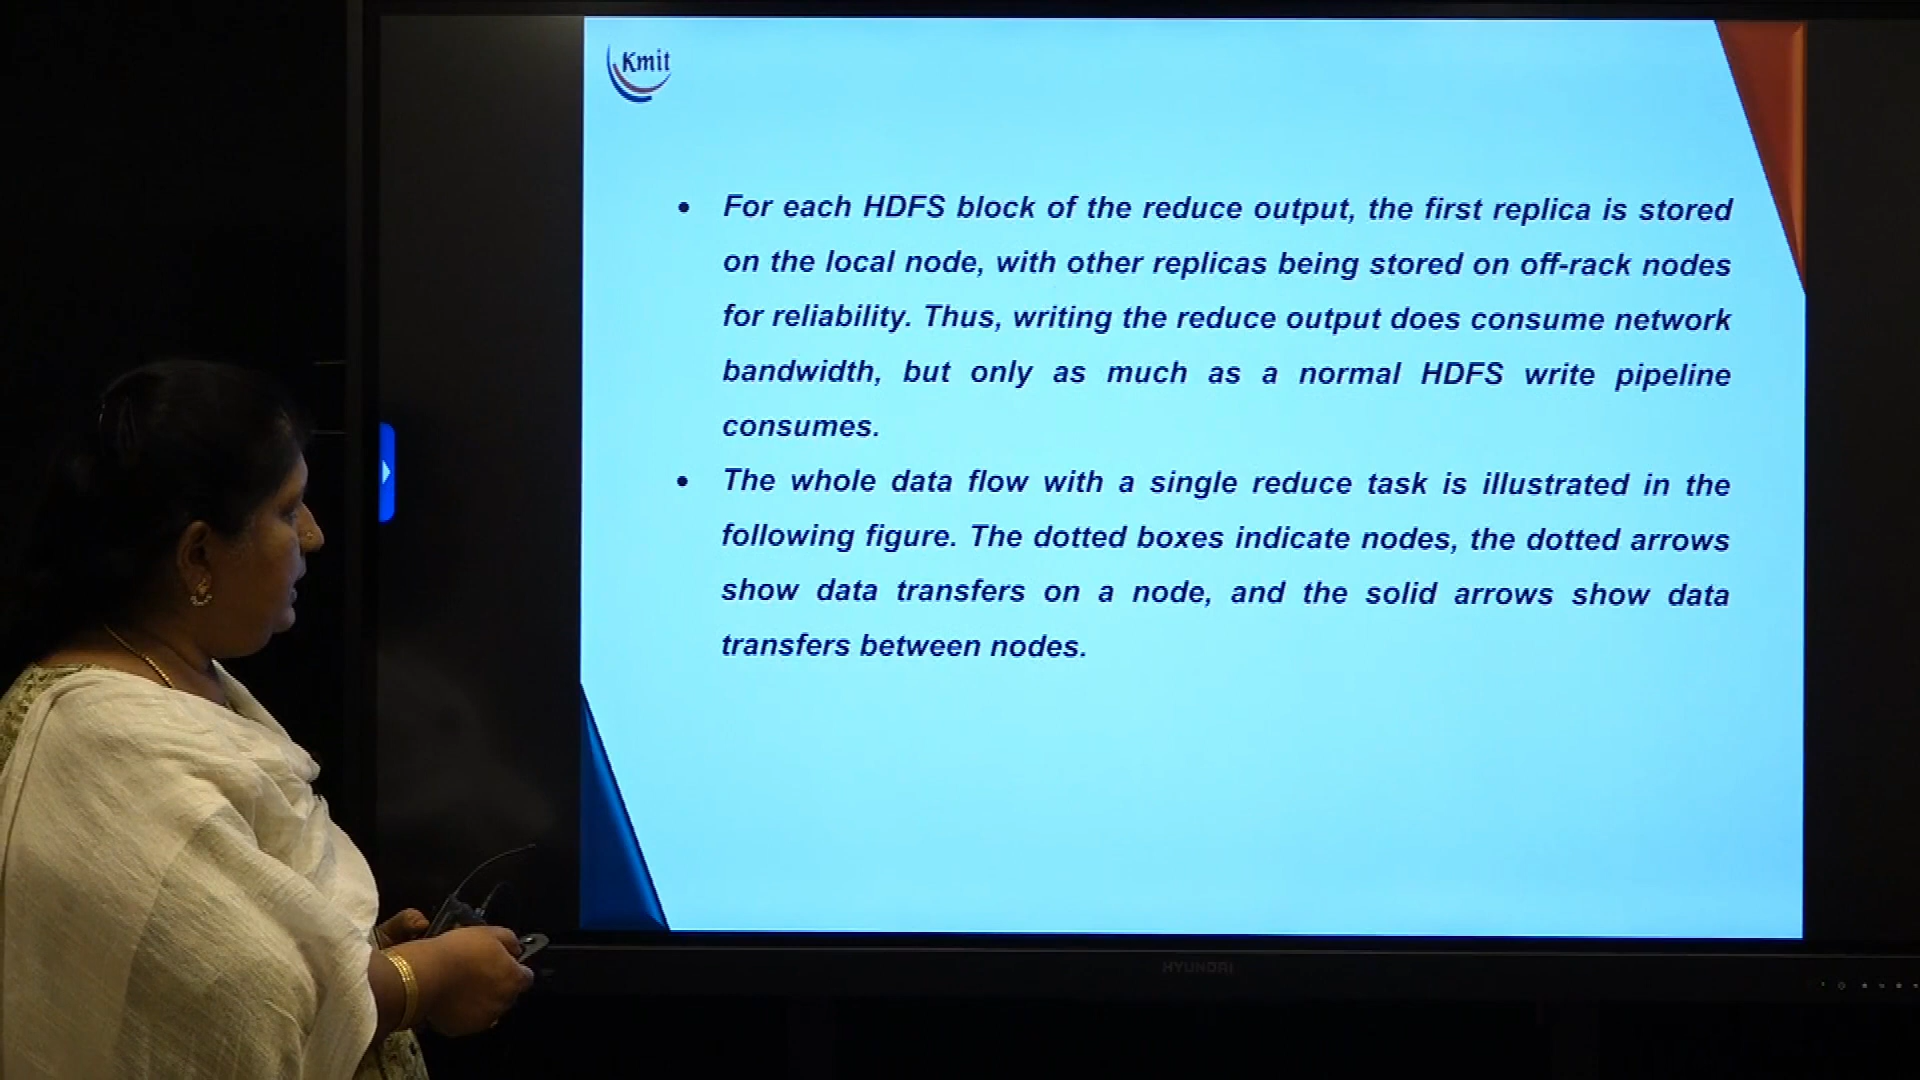 Kmit
• For each HDFS block of the reduce output, the first replica is stored
on the local node, with other replicas being stored on off-rack nodes
for reliability. Thus, writing the reduce output does consume network
bandwidth, but only as much as a normal HDFS write pipeline
consumes.
• The whole data flow with a single reduce task is illustrated in the
following figure. The dotted boxes indicate nodes, the dotted arrows
show data transfers on a node, and the solid arrows show data
transfers between nodes.
HYUNDAI